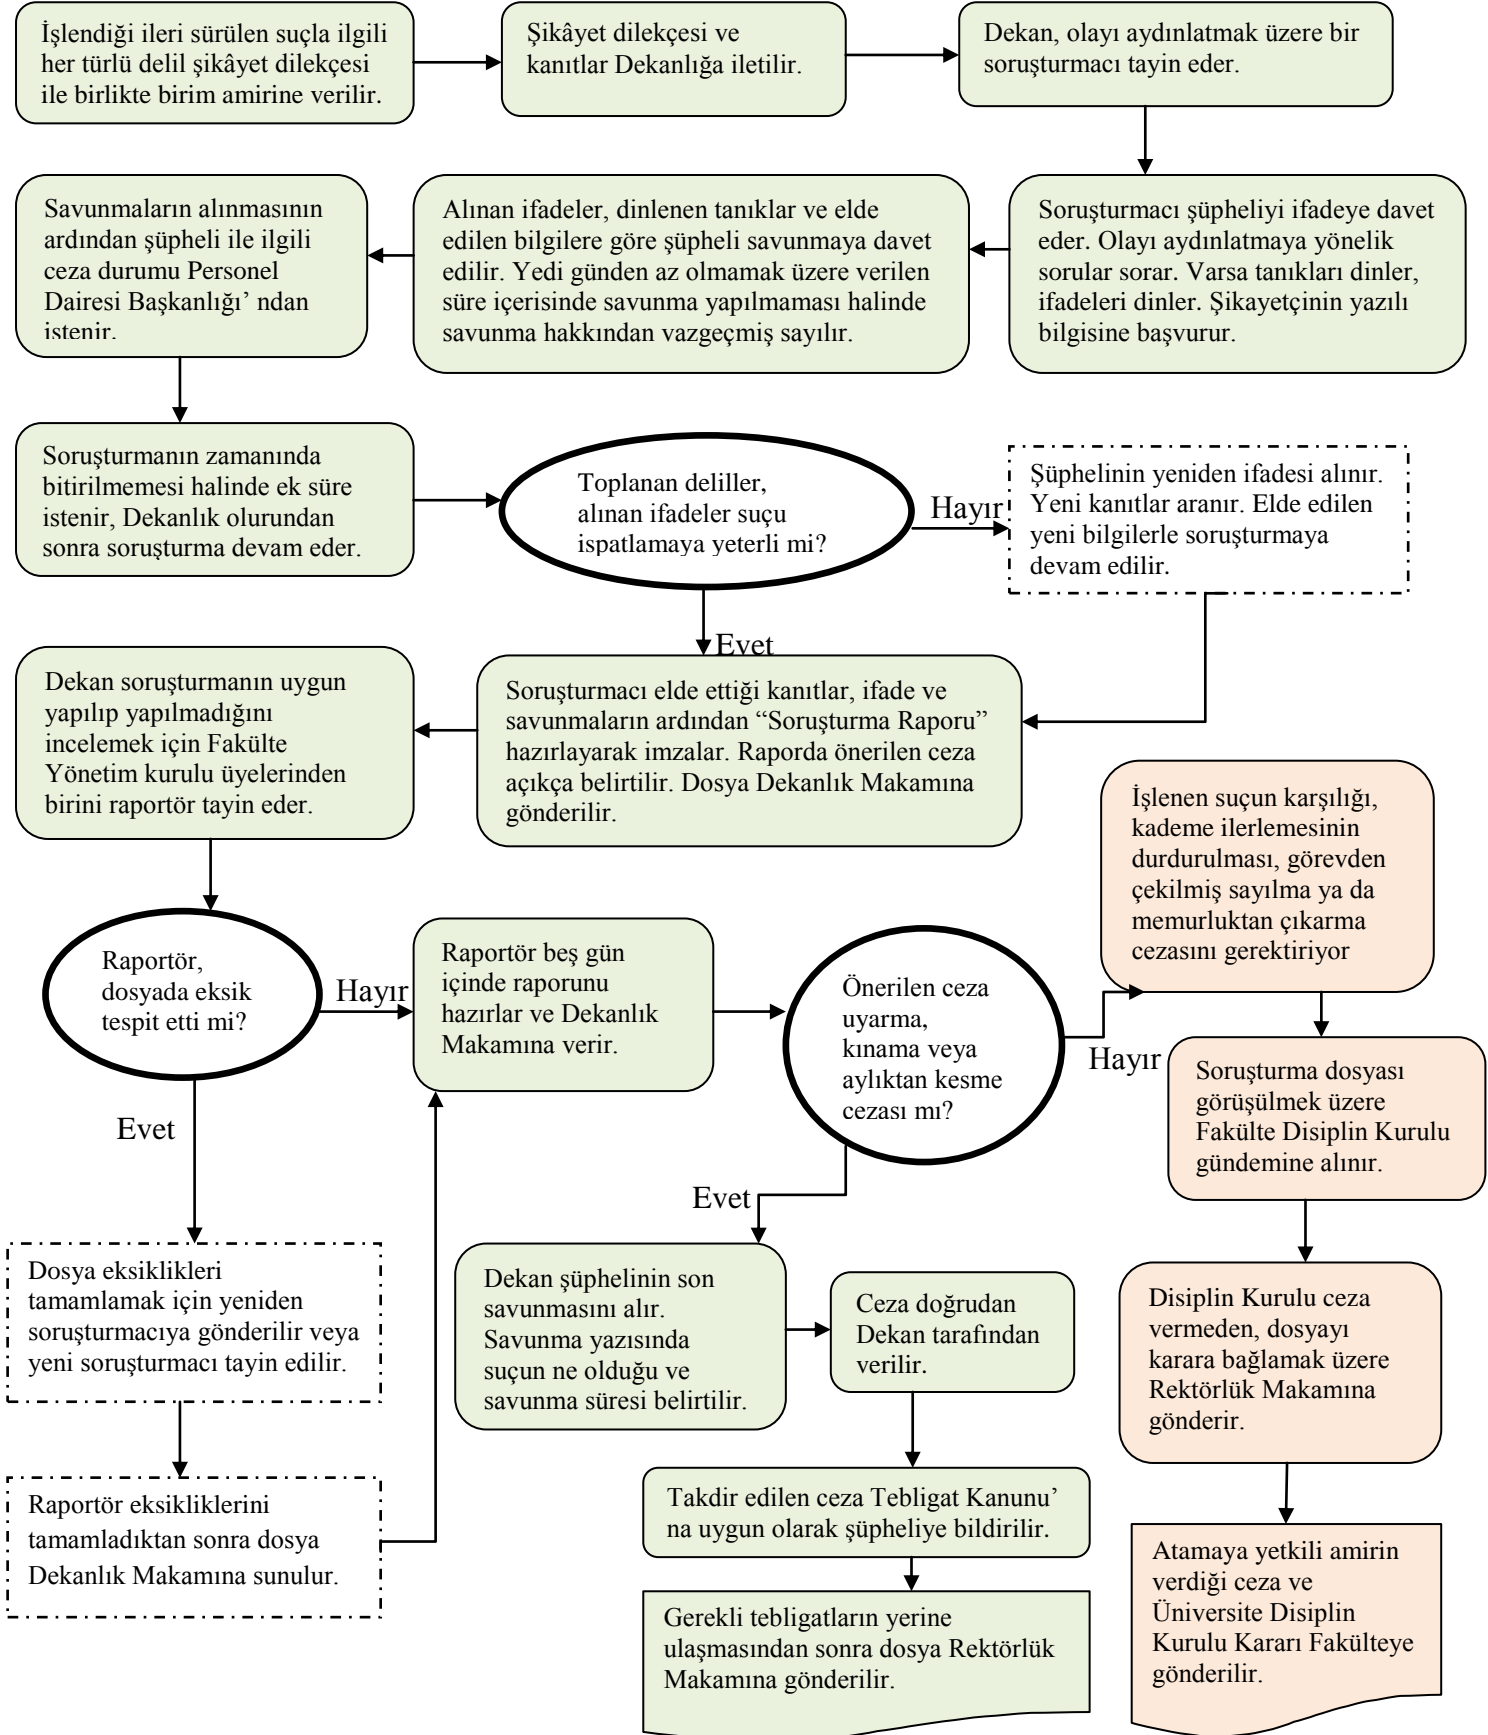 İşlendiği ileri sürülen suçla ilgili
her türlü delil şikâyet dilekçesi
ile birlikte birim amirine verilir.
Şikâyet dilekçesi ve
kanıtlar Dekanlığa iletilir.
Dekan, olayı aydınlatmak üzere bir
soruşturmacı tayin eder.
Soruşturmacı şüpheliyi ifadeye davet
eder. Olayı aydınlatmaya yönelik
sorular sorar. Varsa tanıkları dinler,
ifadeleri dinler. Şikayetçinin yazılı
bilgisine başvurur.
Alınan ifadeler, dinlenen tanıklar ve elde
edilen bilgilere göre şüpheli savunmaya davet
edilir. Yedi günden az olmamak üzere verilen
süre içerisinde savunma yapılmaması halinde
savunma hakkından vazgeçmiş sayılır.
Savunmaların alınmasının
ardından şüpheli ile ilgili
ceza durumu Personel
Dairesi Başkanlığı’ ndan
istenir.
Soruşturmanın zamanında
bitirilmemesi halinde ek süre
istenir, Dekanlık olurundan
sonra soruşturma devam eder.
Toplanan deliller,
alınan ifadeler suçu
ispatlamaya yeterli mi?
Hayır
Şüphelinin yeniden ifadesi alınır.
Yeni kanıtlar aranır. Elde edilen
yeni bilgilerle soruşturmaya
devam edilir.
Evet
Soruşturmacı elde ettiği kanıtlar, ifade ve
savunmaların ardından “Soruşturma Raporu”
hazırlayarak imzalar. Raporda önerilen ceza
açıkça belirtilir. Dosya Dekanlık Makamına
gönderilir.
Dekan soruşturmanın uygun
yapılıp yapılmadığını
incelemek için Fakülte
Yönetim kurulu üyelerinden
birini raportör tayin eder.
Raportör,
dosyada eksik
tespit etti mi?
Hayır
Raportör beş gün
içinde raporunu
hazırlar ve Dekanlık
Makamına verir.
Önerilen ceza
uyarma,
kınama veya
aylıktan kesme
cezası mı?
Hayır
İşlenen suçun karşılığı,
kademe ilerlemesinin
durdurulması, görevden
çekilmiş sayılma ya da
memurluktan çıkarma
cezasını gerektiriyor
Soruşturma dosyası
görüşülmek üzere
Fakülte Disiplin Kurulu
gündemine alınır.
Evet
Evet
Dosya eksiklikleri
tamamlamak için yeniden
soruşturmacıya gönderilir veya
yeni soruşturmacı tayin edilir.
Dekan şüphelinin son
savunmasını alır.
Savunma yazısında
suçun ne olduğu ve
savunma süresi belirtilir.
Ceza doğrudan
Dekan tarafından
verilir.
Disiplin Kurulu ceza
vermeden, dosyayı
karara bağlamak üzere
Rektörlük Makamına
gönderir.
Raportör eksikliklerini
tamamladıktan sonra dosya
Dekanlık Makamına sunulur.
Takdir edilen ceza Tebligat Kanunu’
na uygun olarak şüpheliye bildirilir.
Gerekli tebligatların yerine
ulaşmasından sonra dosya Rektörlük
Makamına gönderilir.
Atamaya yetkili amirin
verdiği ceza ve
Üniversite Disiplin
Kurulu Kararı Fakülteye
gönderilir.